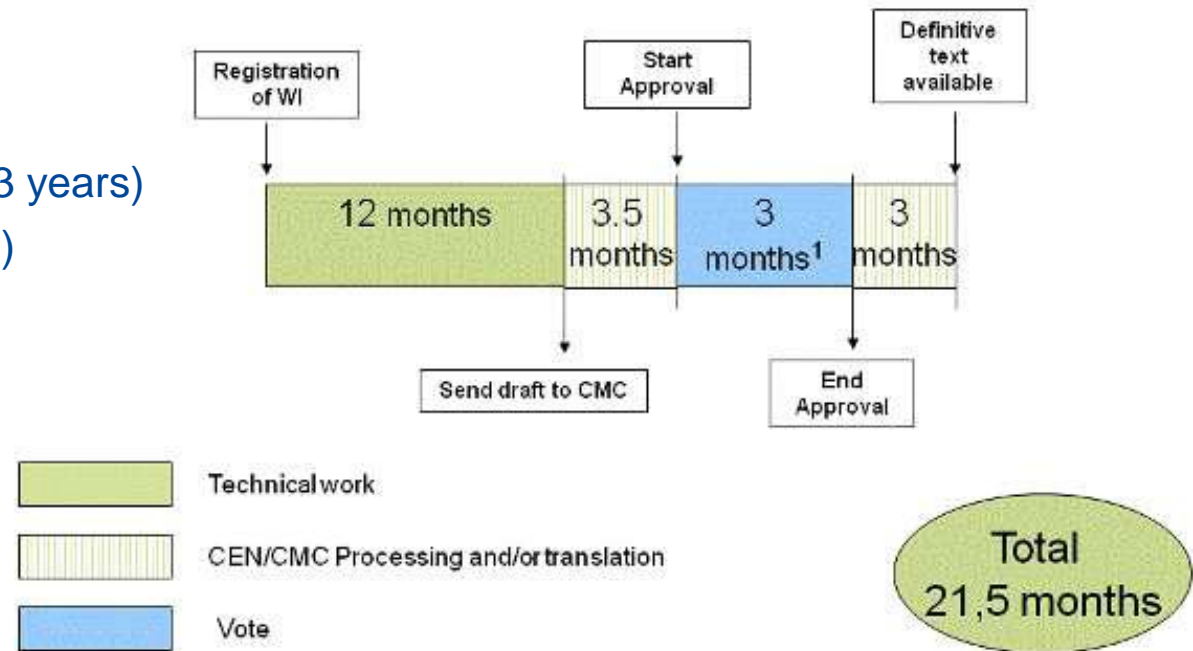 Registration
of WI
Start
Approval
Definitive
text
available
3 years)
)
12 months
3.5
months
3
months¹
3
months
Send draft to CMC
End
Approval
Technical work
CEN/CMC Processing and/or translation
Vote
Total
21,5 months